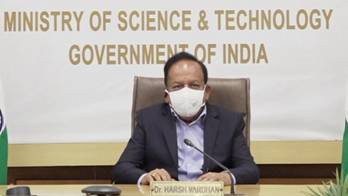 MINISTRY OF SCIENCE & TECHNOLOGY
GOVERNMENT OF INDIA
Dr. HARSH VARDHAN